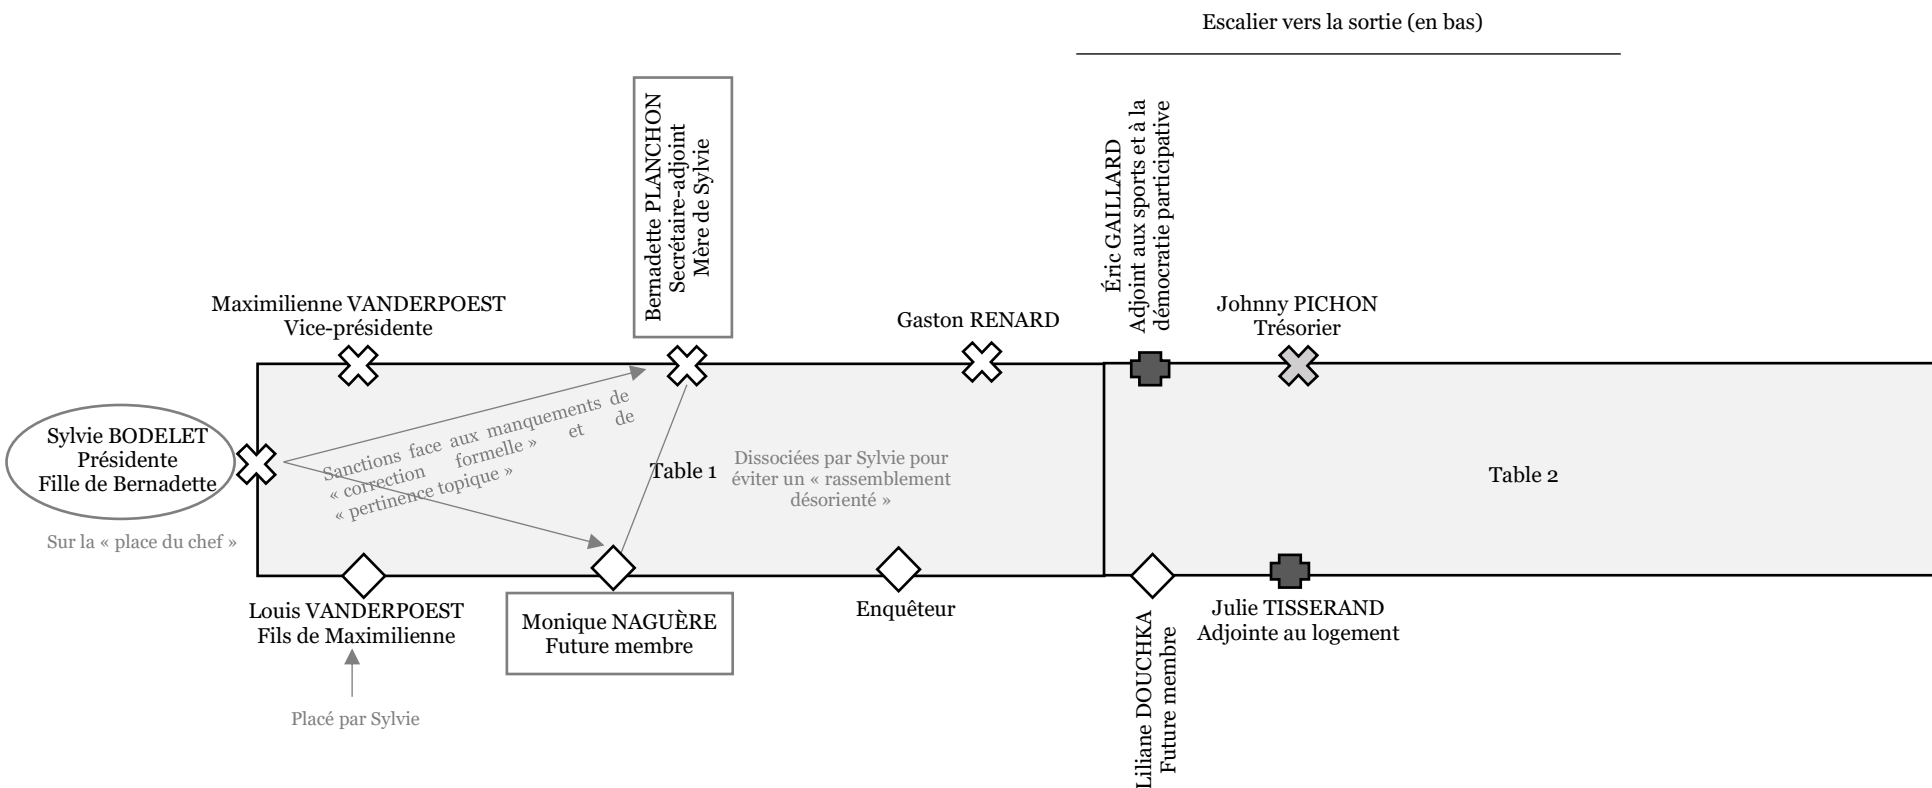 Escalier vers la sortie (en bas)
Bernadette PLANCHON
Secrétaire-adjoint
Mère de Sylvie
Éric GAILLARD
Adjoint aux sports et à la
démocratie participative
Maximilienne VANDERPOEST
Vice-présidente
Gaston RENARD
Johnny PICHON
Trésorier
Sylvie BODELET
Présidente
Fille de Bernadette
Sur la « place du chef »
Sanctions face aux manquements de
« correction formelle » et de
« pertinence topique »
Table 1
Dissociées par Sylvie pour
éviter un « rassemblement
désorienté »
Table 2
Louis VANDERPOEST
Fils de Maximilienne
Placé par Sylvie
Monique NAGUÈRE
Future membre
Enquêteur
Liliane DOUCHKA
Future membre
Julie TISSERAND
Adjointe au logement